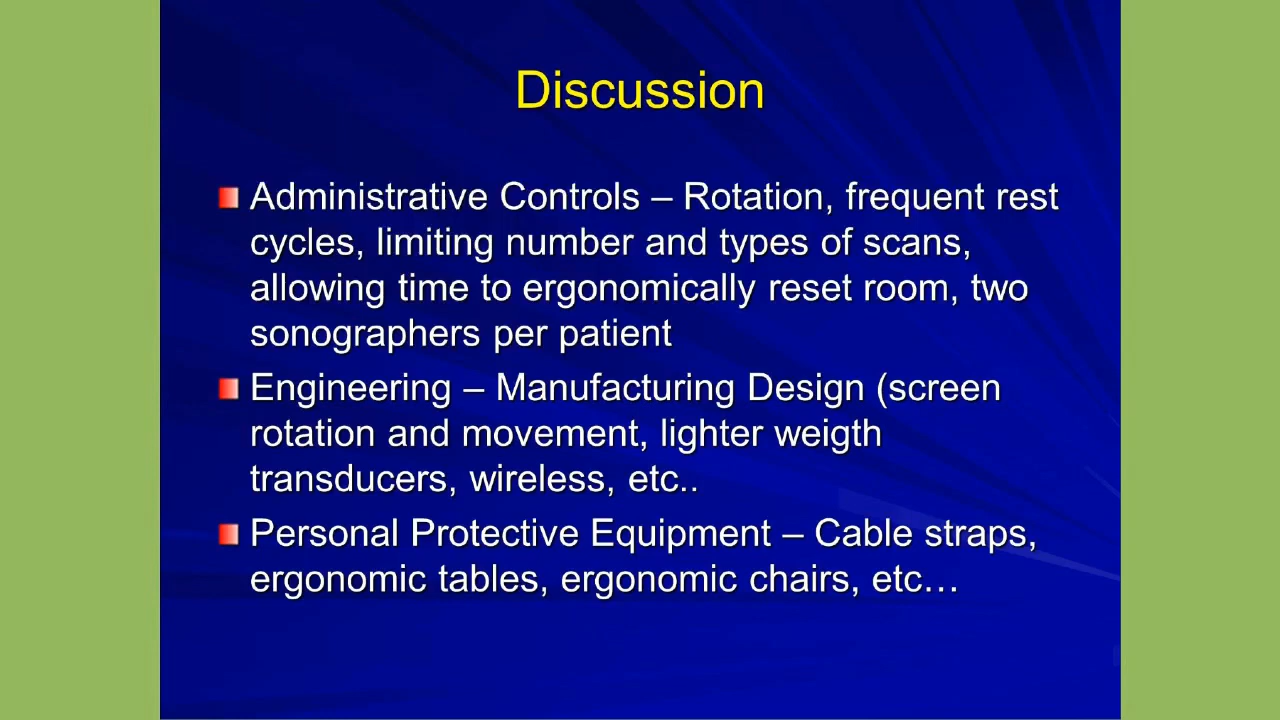 Discussion
Administrative Controls – Rotation, frequent rest
cycles, limiting number and types of scans,
allowing time to ergonomically reset room, two
sonographers per patient
Engineering – Manufacturing Design (screen
rotation and movement, lighter weigth
transducers, wireless, etc..
Personal Protective Equipment – Cable straps,
ergonomic tables, ergonomic chairs, etc…